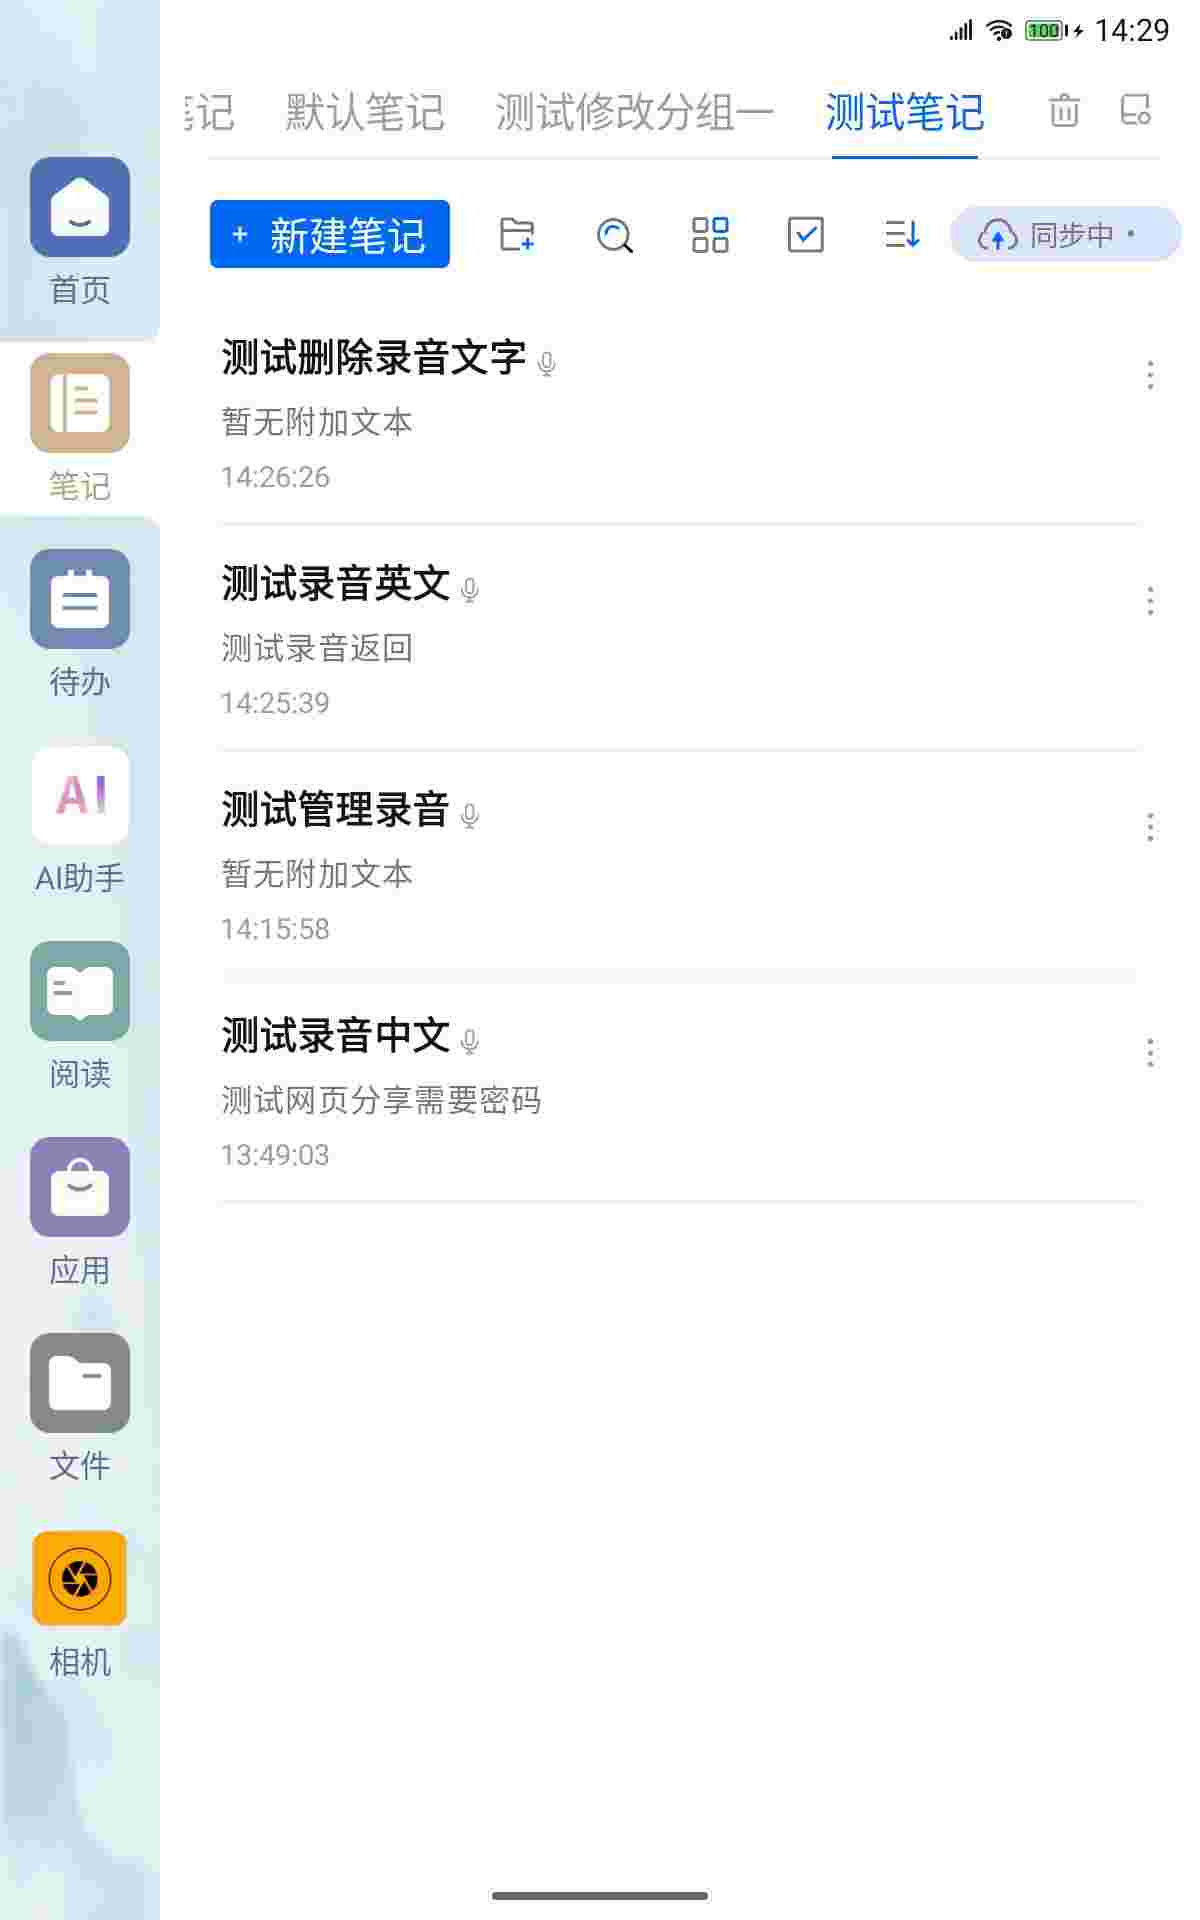 100 14:29
笔记 默认笔记 测试修改分组一 测试笔记
+ 新建笔记 同步中 ·
首页
笔记
待办
AI
AI助手
阅读
应用
文件
相机
测试删除录音文字
暂无附加文本
14:26:26
测试录音英文
测试录音返回
14:25:39
测试管理录音
暂无附加文本
14:15:58
测试录音中文
测试网页分享需要密码
13:49:03